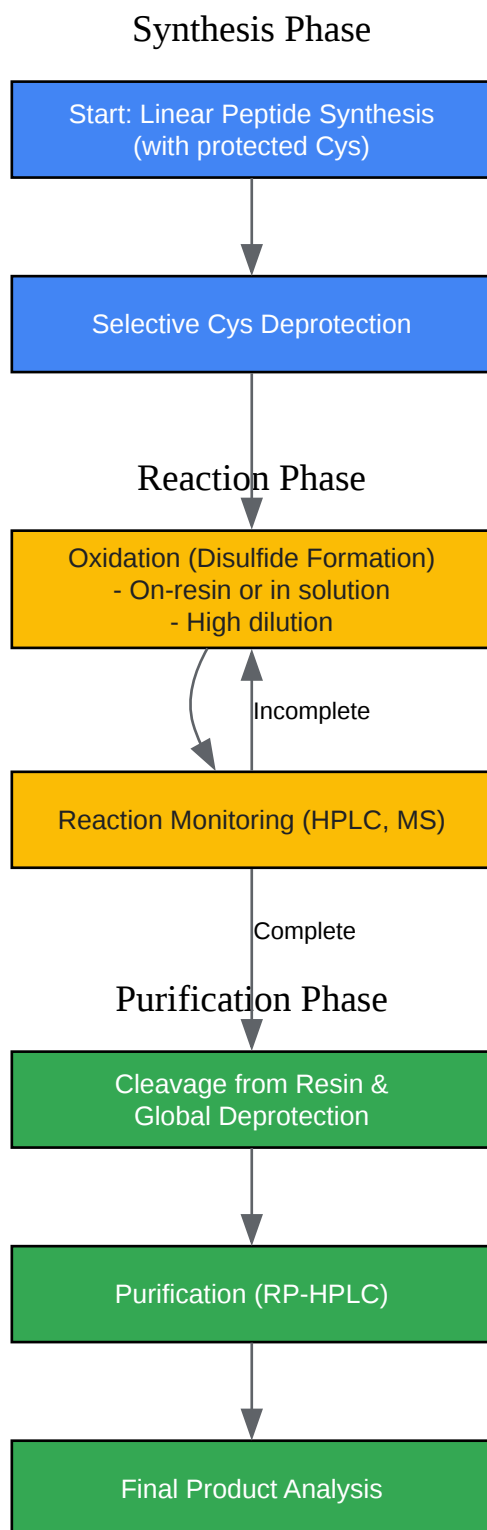 Synthesis Phase
Start: Linear Peptide Synthesis
(with protected Cys)
Selective Cys Deprotection
Reaction Phase
Oxidation (Disulfide Formation)
- On-resin or in solution
- High dilution
Incomplete
Reaction Monitoring (HPLC, MS)
Complete
Purification Phase
Cleavage from Resin &
Global Deprotection
Purification (RP-HPLC)
Final Product Analysis